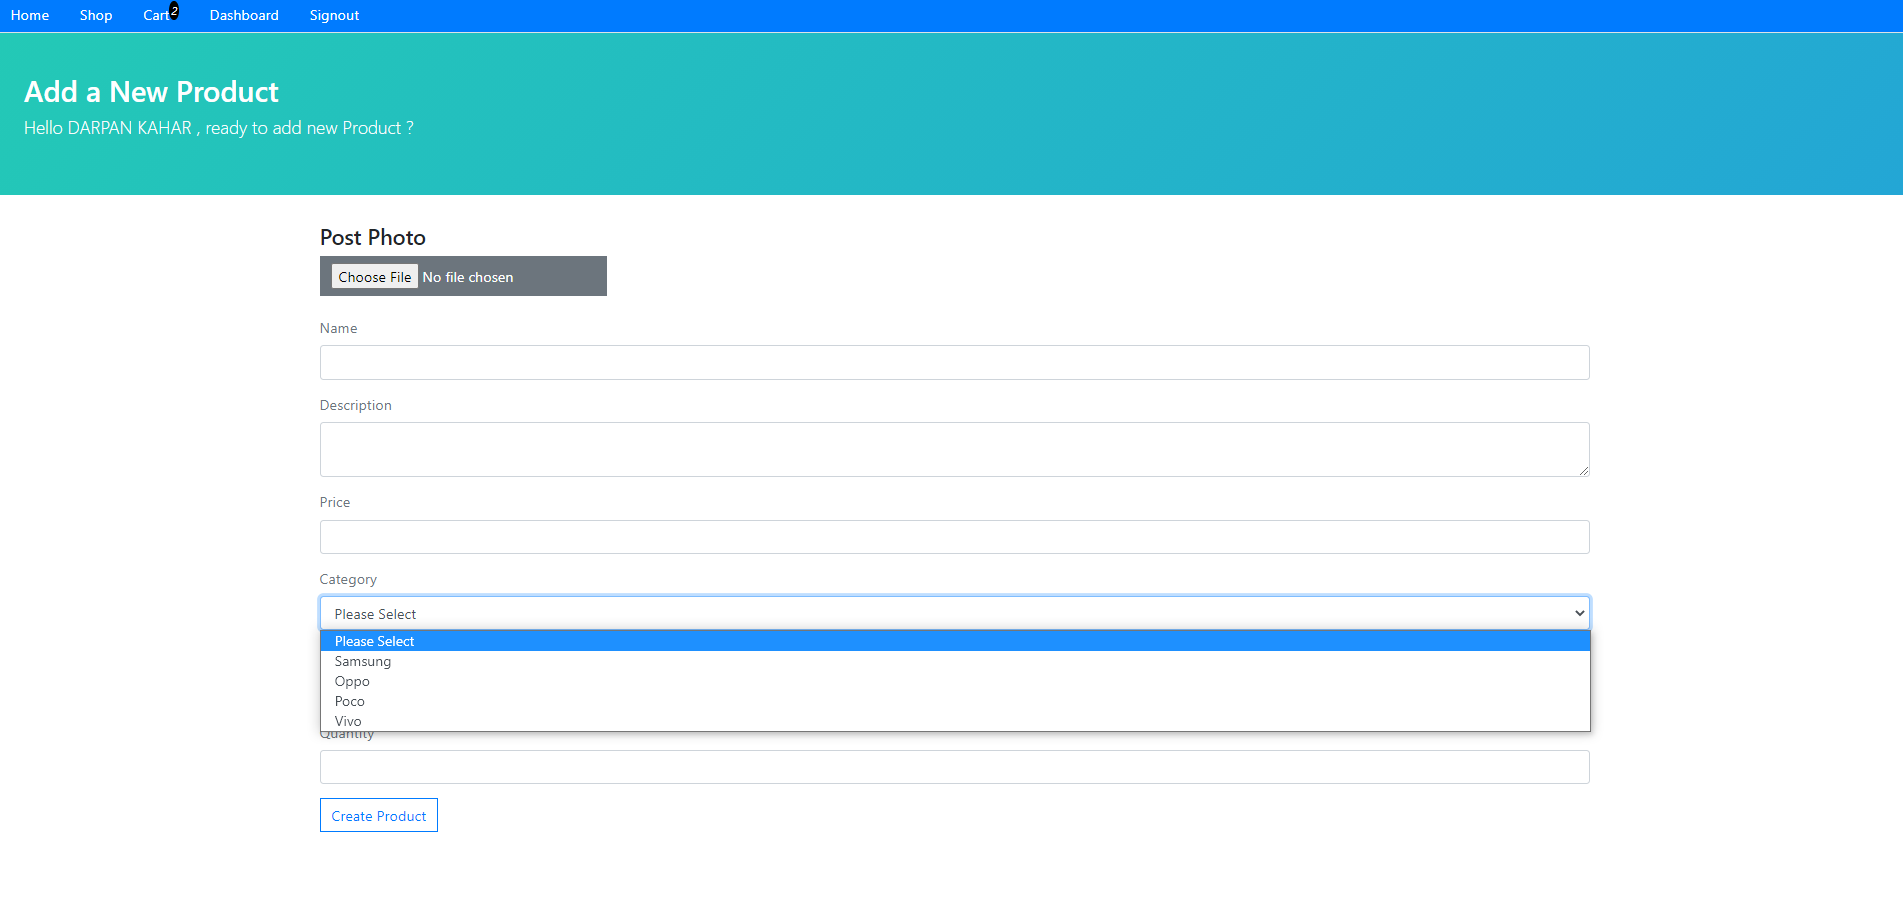 Home Shop Cart 2 Dashboard Signout
Add a New Product
Hello DARPAN KAHAR , ready to add new Product ?
Post Photo
Choose File No file chosen
Name
Description
Price
Category
Please Select
Please Select
Samsung
Oppo
Poco
Vivo
Quantity
Create Product